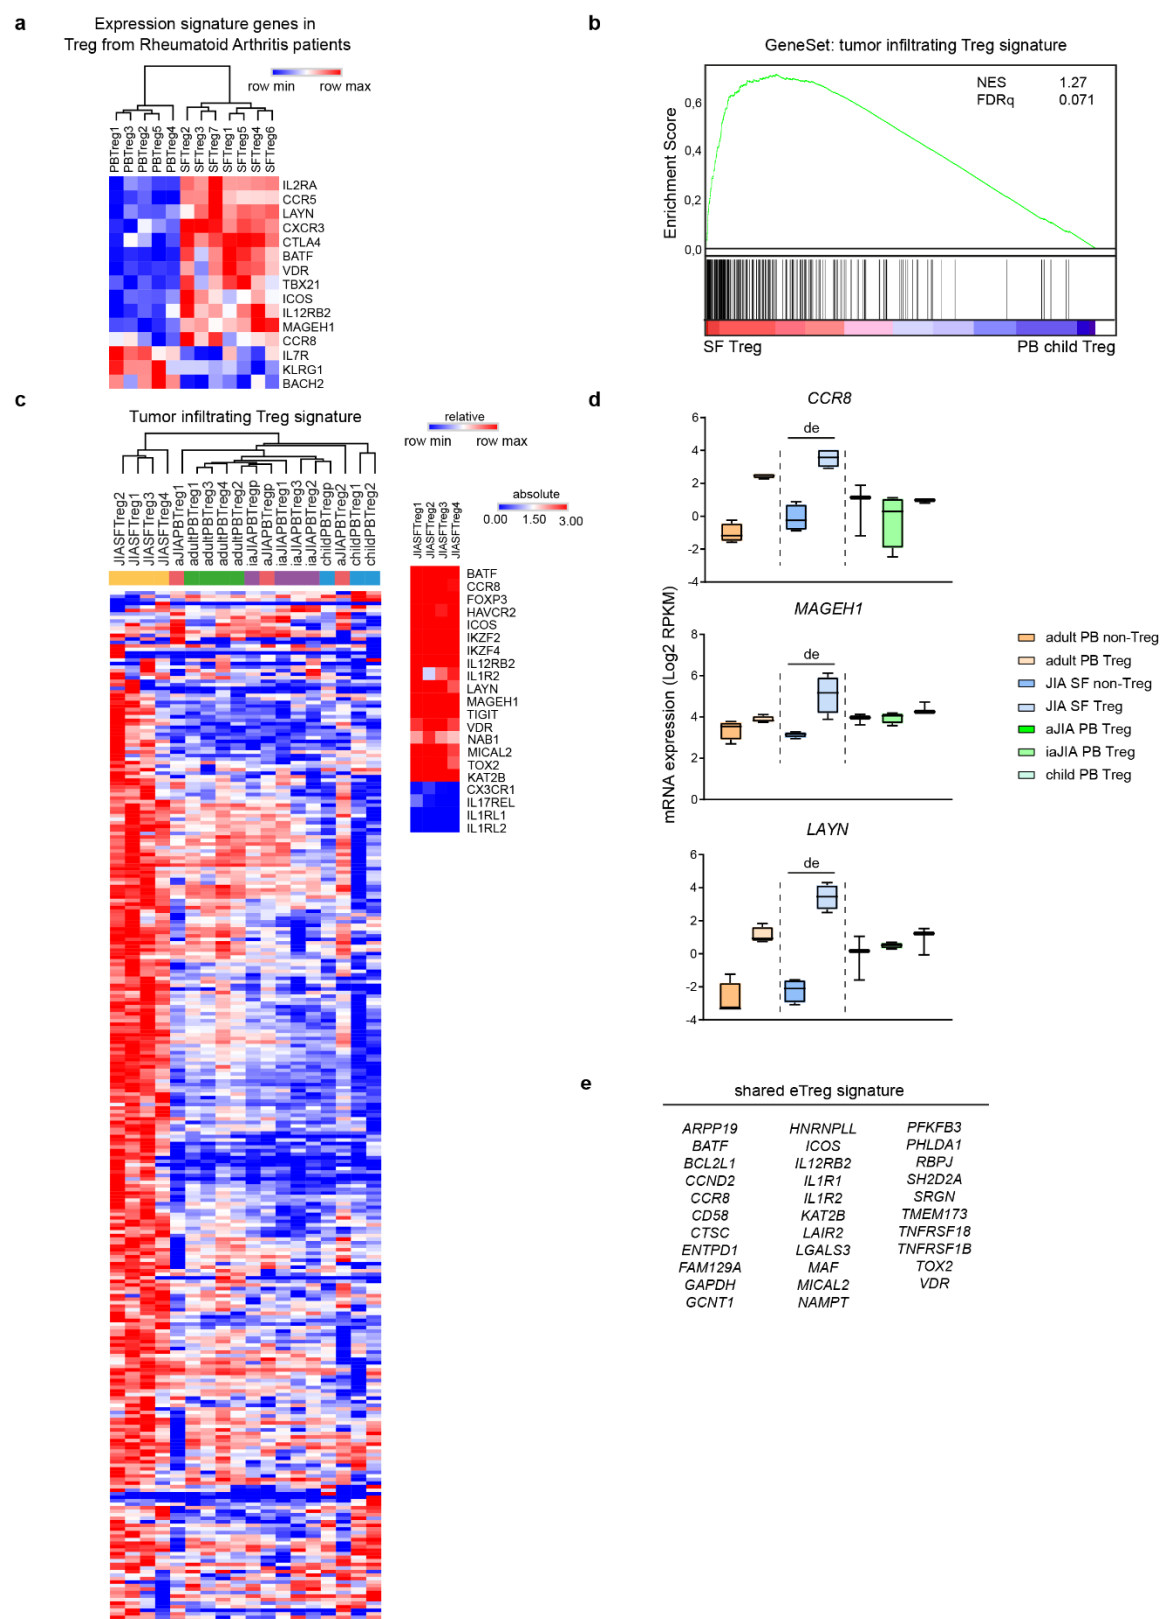 a
Expression signature genes in
Treg from Rheumatoid Arthritis patients
row min
row max
PBTreg1
PBTreg3
PBTreg2
PBTreg5
PBTreg4
SFTreg2
SFTreg3
SFTreg7
SFTreg1
SFTreg5
SFTreg4
SFTreg6
IL2RA
CCR5
LAYN
CXCR3
CTLA4
BATF
VDR
TBX21
ICOS
IL12RB2
MAGEH1
CCR8
IL7R
KLRG1
BACH2
b
GeneSet: tumor infiltrating Treg signature
NES 1.27
FDRq 0.071
Enrichment Score
0,6
0,4
0,2
0,0
SF Treg
PB child Treg
c
Tumor infiltrating Treg signature
relative
row min
row max
JIASFTreg2
JIASFTreg1
JIASFTreg3
JIASFTreg4
aJIAPBTreg1
adultPBTreg1
adultPBTreg3
adultPBTreg4
adultPBTreg2
iaJIAPBTregp
aJIAPBTregp
iaJIAPBTreg1
iaJIAPBTreg3
iaJIAPBTreg2
childPBTregp
aJIAPBTreg2
childPBTreg1
childPBTreg2
absolute
0.00
1.50
3.00
JIASFTreg1
JIASFTreg2
JIASFTreg3
JIASFTreg4
BATF
CCR8
FOXP3
HAVCR2
ICOS
IKZF2
IKZF4
IL12RB2
IL1R2
LAYN
MAGEH1
TIGIT
VDR
NAB1
MICAL2
TOX2
KAT2B
CX3CR1
IL17REL
IL1RL1
IL1RL2
d
mRNA expression (Log2 RPKM)
CCR8
de
6
4
2
0
-2
-4
MAGEH1
de
8
6
4
2
0
LAYN
de
6
4
2
0
-2
-4
adult PB non-Treg
adult PB Treg
JIA SF non-Treg
JIA SF Treg
aJIA PB Treg
iaJIA PB Treg
child PB Treg
e
shared eTreg signature
ARPP19 HNRNPLL PFKFB3
BATF ICOS PHLDA1
BCL2L1 IL12RB2 RBPJ
CCND2 IL1R1 SH2D2A
CCR8 IL1R2 SRGN
CD58 KAT2B TMEM173
CTSC LAIR2 TNFRSF18
ENTPD1 LGALS3 TNFRSF1B
FAM129A MAF TOX2
GAPDH MICAL2 VDR
GCNT1 NAMPT